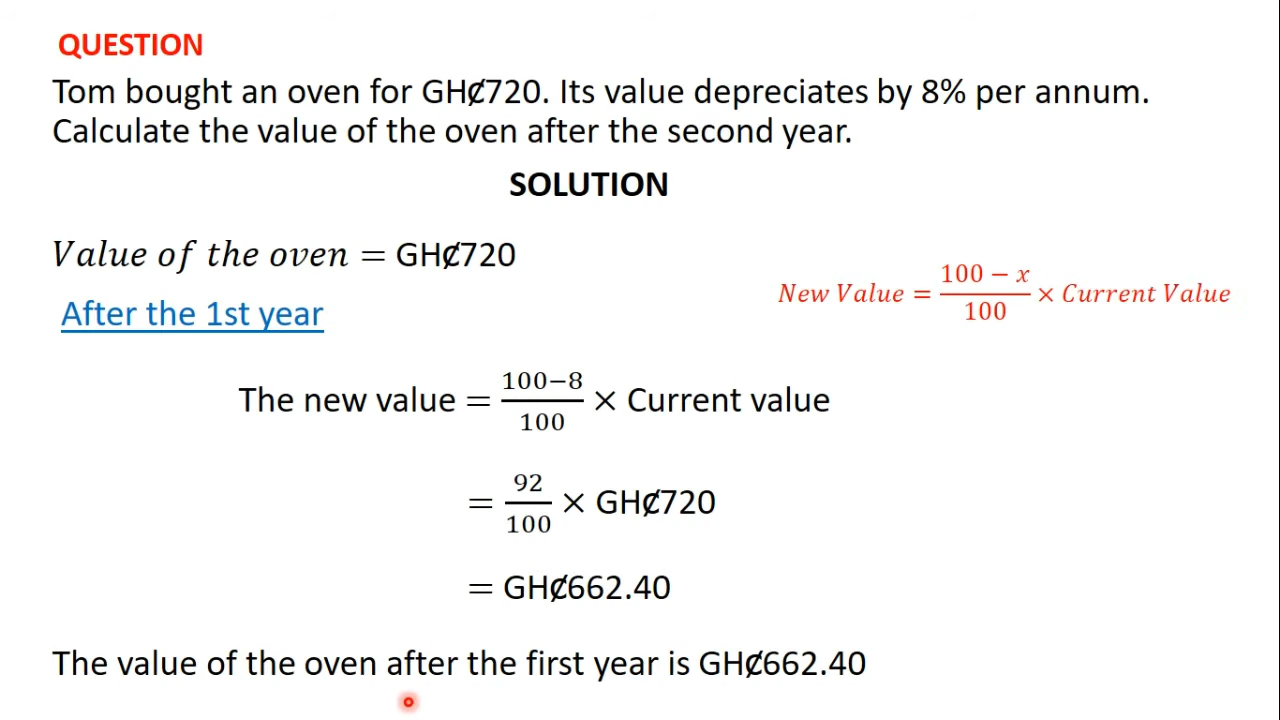 QUESTION
Tom bought an oven for GH₵720. Its value depreciates by 8% per annum.
Calculate the value of the oven after the second year.
SOLUTION
Value of the oven = GH₵720
New Value = (100 − x)/100 × Current Value
After the 1st year
The new value = (100−8)/100 × Current value
= 92/100 × GH₵720
= GH₵662.40
The value of the oven after the first year is GH₵662.40